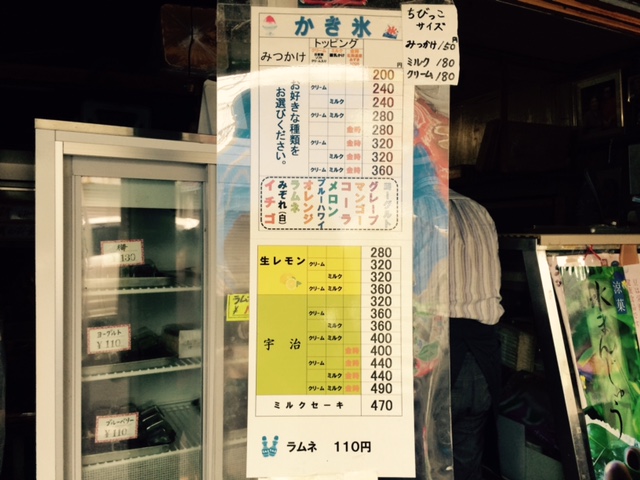 かき氷
トッピング
みつかけ
円
お好きな種類を
お選びください。
200
クリーム 240
ミルク 240
クリーム ミルク 280
金時 280
クリーム 金時 320
ミルク 金時 320
クリーム ミルク 金時 360
イチゴ
みぞれ(白)
ラムネ
オレンジ
ブルーハワイ
メロン
コーラ
マンゴー
グレープ
ヨーグルト
生レモン
280
クリーム 320
ミルク 320
クリーム ミルク 360
宇治
320
クリーム 360
ミルク 360
クリーム ミルク 400
金時 400
クリーム 金時 440
ミルク 金時 440
クリーム ミルク 金時 490
ミルクセーキ 470
ラムネ 110円
ちびっこ
サイズ
みつかけ 150円
ミルク 180
クリーム 180
130
ヨーグルト
¥110
ブルーベリー
¥110
ラム
涼菓
水まんじゅう